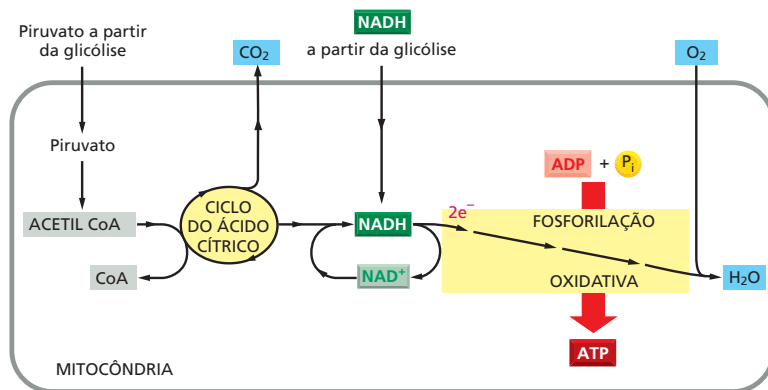 Piruvato a partir
da glicólise
CO₂
NADH
a partir da glicólise
O₂
Piruvato
ADP + Pᵢ
ACETIL CoA
CICLO
DO ÁCIDO
CÍTRICO
NADH
2e⁻
FOSFORILAÇÃO
CoA
NAD⁺
OXIDATIVA
H₂O
ATP
MITOCÔNDRIA